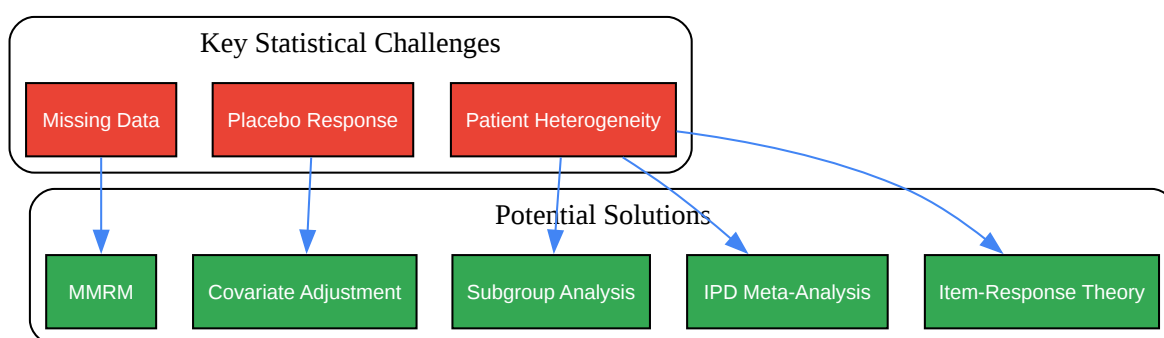 Key Statistical Challenges
Missing Data
Placebo Response
Patient Heterogeneity
Potential Solutions
MMRM
Covariate Adjustment
Subgroup Analysis
IPD Meta-Analysis
Item-Response Theory